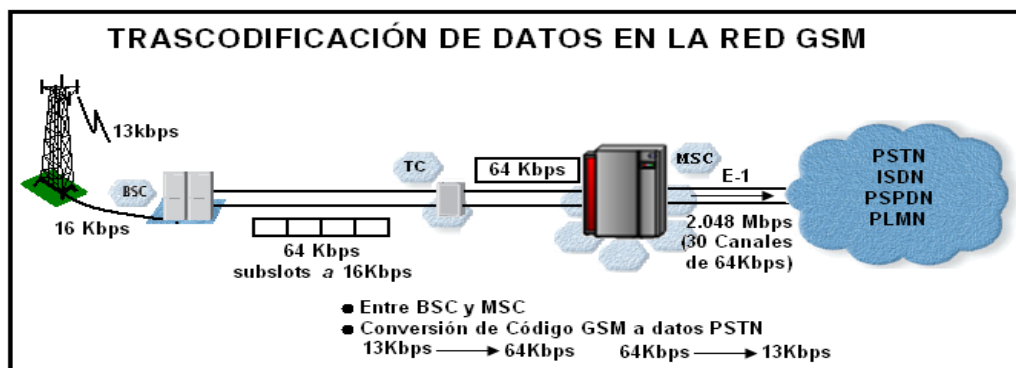 TRASCODIFICACIÓN DE DATOS EN LA RED GSM
13kbps
BSC
16 Kbps
64 Kbps
subslots a 16Kbps
TC
64 Kbps
MSC
E-1
2.048 Mbps
(30 Canales
de 64Kbps)
PSTN
ISDN
PSPDN
PLMN
● Entre BSC y MSC
● Conversión de Código GSM a datos PSTN
13Kbps → 64Kbps 64Kbps → 13Kbps